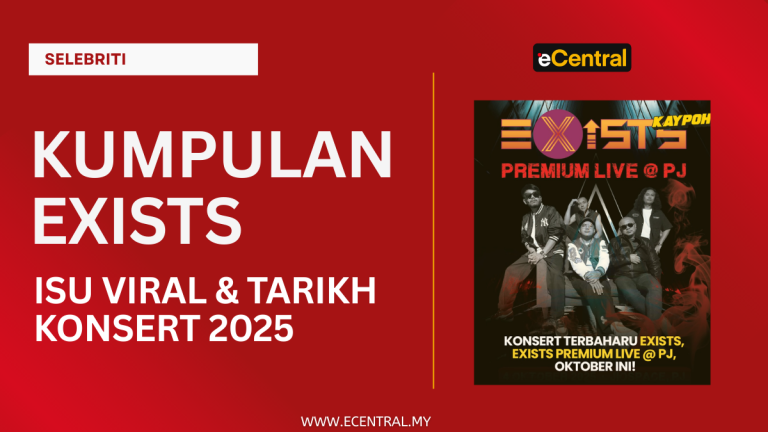 SELEBRITI
eCentral
KUMPULAN
EXISTS
ISU VIRAL & TARIKH
KONSERT 2025
EXISTS
KAYPOH
PREMIUM LIVE @ PJ
KONSERT TERBAHARU EXISTS,
EXISTS PREMIUM LIVE @ PJ,
OKTOBER INI!
WWW.ECENTRAL.MY